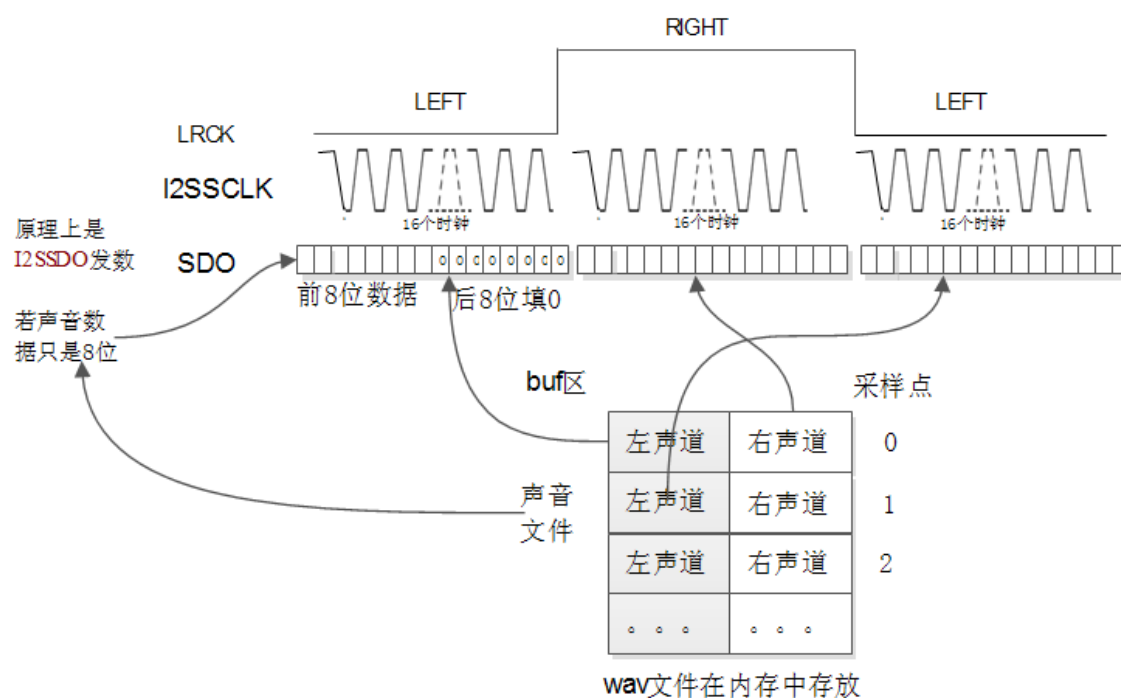 RIGHT
LEFT
LEFT
LRCK
I2SSCLK
16个时钟
16个时钟
16个时钟
原理上是
I2SSDO发数
SDO
0 0 0 0 0 0 0 0
前8位数据
后8位填0
若声音数
据只是8位
buf区
采样点
左声道
右声道
0
声音
文件
左声道
右声道
1
左声道
右声道
2
。。。
。。。
wav文件在内存中存放